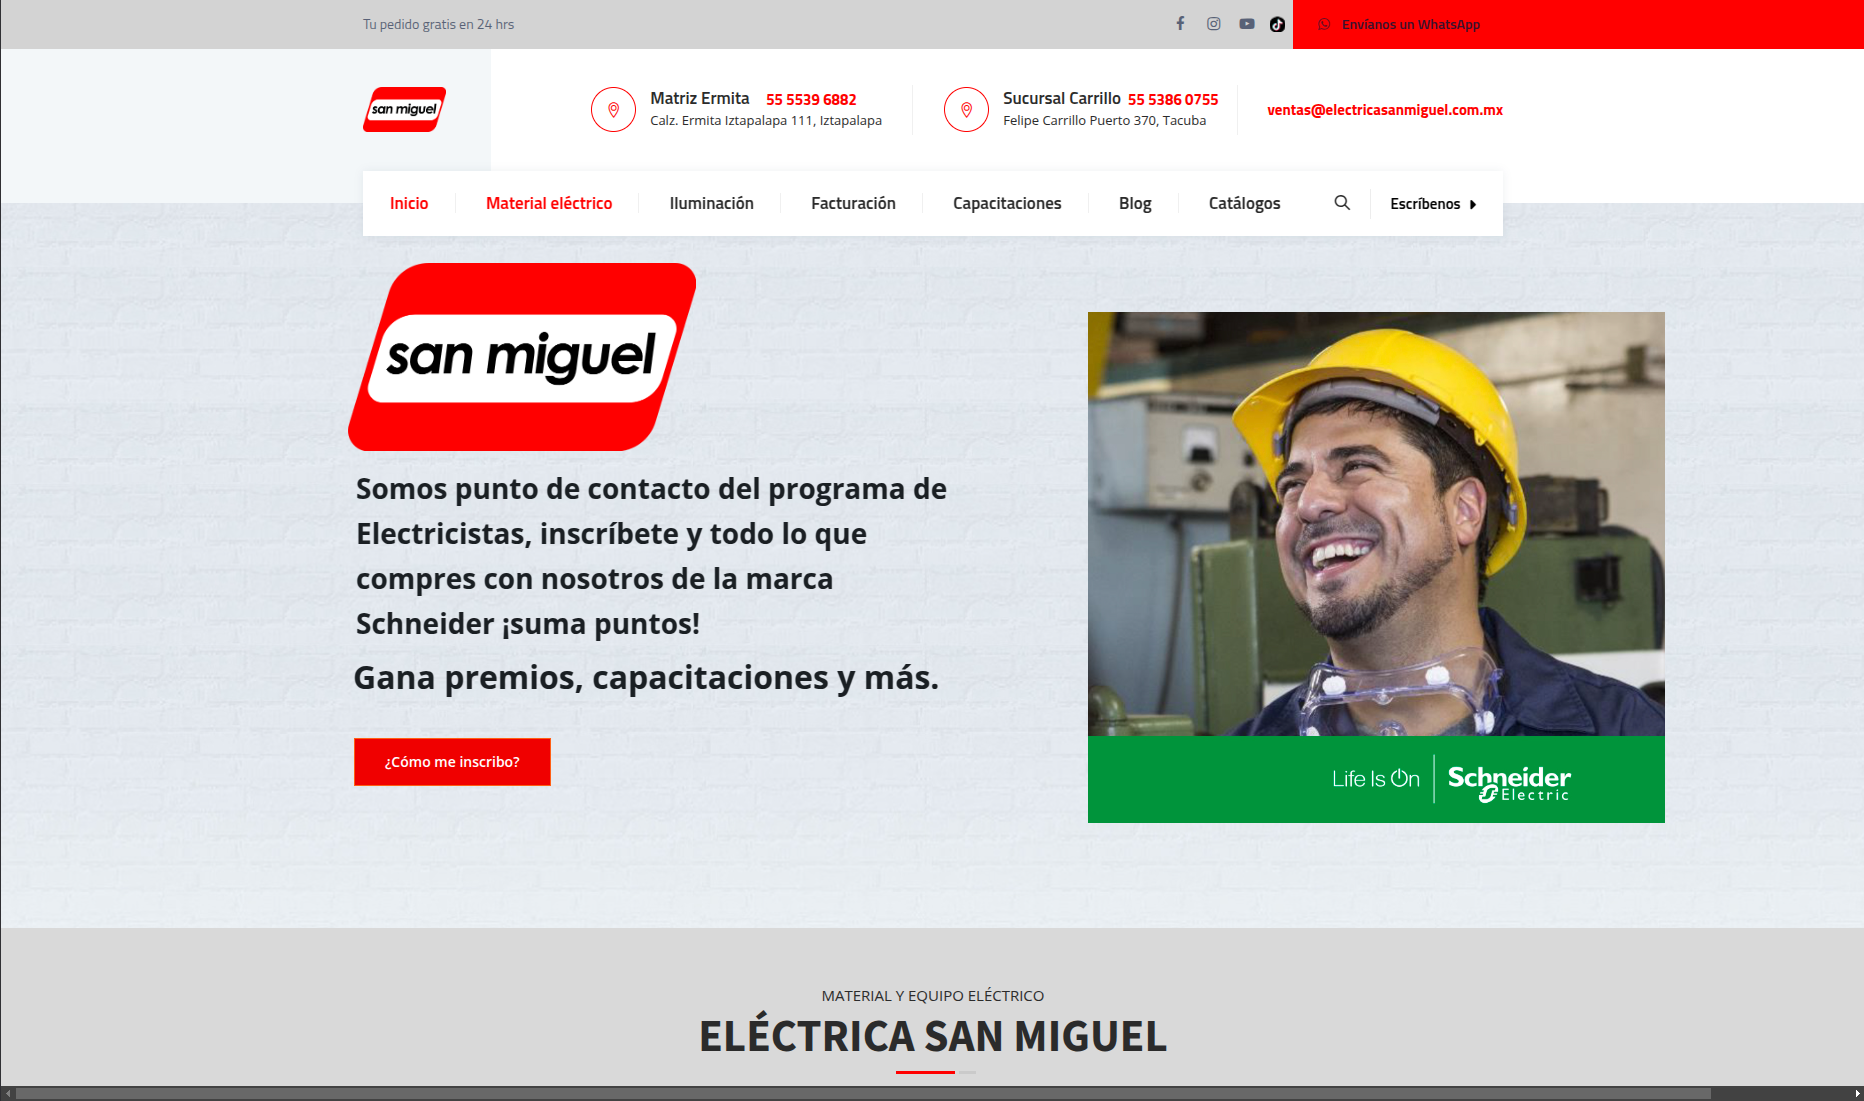 Tu pedido gratis en 24 hrs
Envíanos un WhatsApp
san miguel
Matriz Ermita 55 5539 6882
Calz. Ermita Iztapalapa 111, Iztapalapa
Sucursal Carrillo 55 5386 0755
Felipe Carrillo Puerto 370, Tacuba
ventas@electricasanmiguel.com.mx
Inicio
Material eléctrico
Iluminación
Facturación
Capacitaciones
Blog
Catálogos
Escríbenos
san miguel
Somos punto de contacto del programa de
Electricistas, inscríbete y todo lo que
compres con nosotros de la marca
Schneider ¡suma puntos!
Gana premios, capacitaciones y más.
¿Cómo me inscribo?
Life Is On
Schneider
Electric
MATERIAL Y EQUIPO ELÉCTRICO
ELÉCTRICA SAN MIGUEL